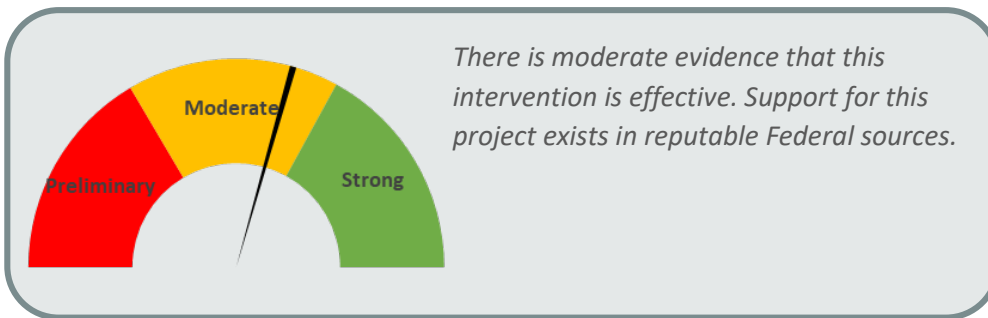 There is moderate evidence that this
intervention is effective. Support for this
project exists in reputable Federal sources.
Moderate
Preliminary
Strong